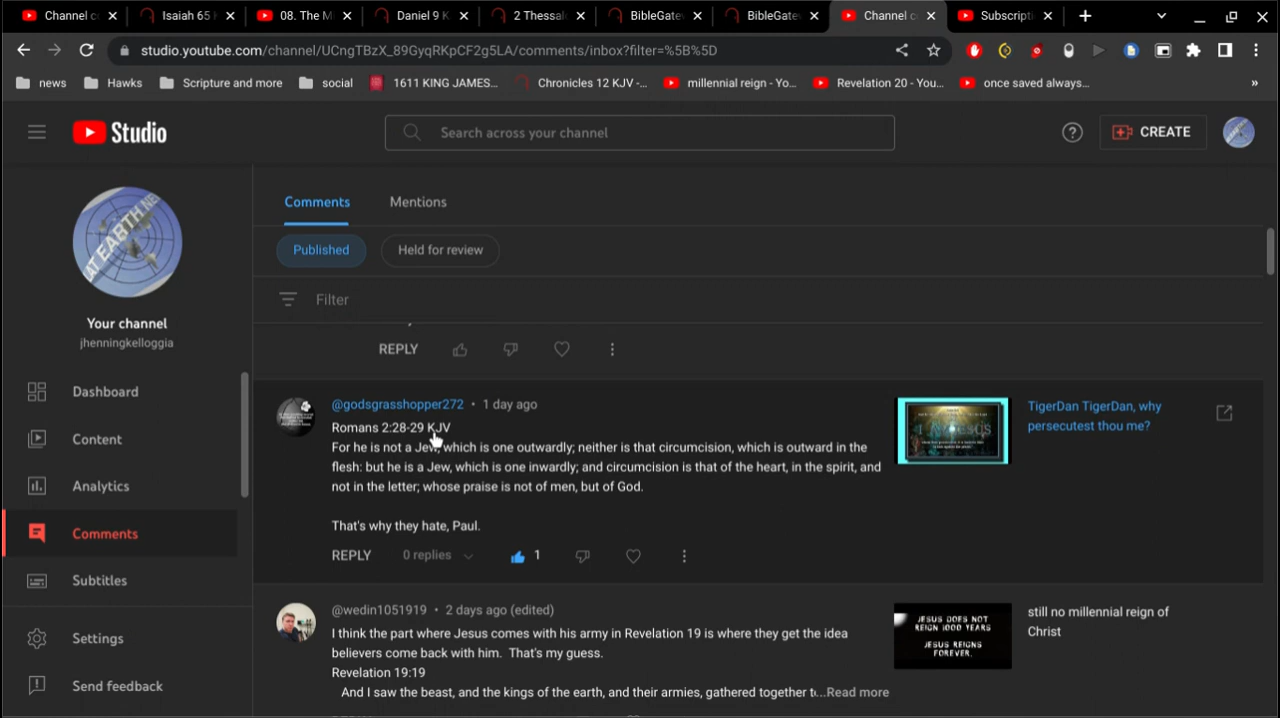 Channel c
Isaiah 65
08. The M
Daniel 9 K
2 Thessal
BibleGate
BibleGate
Channel c
Subscripti
studio.youtube.com/channel/UCngTBzX_89GyqRKpCF2g5LA/comments/inbox?filter=%5B%5D
news
Hawks
Scripture and more
social
1611 KING JAMES...
Chronicles 12 KJV -...
millennial reign - Yo...
Revelation 20 - You...
once saved always...
»
Studio
Search across your channel
CREATE
Your channel
jhenningkelloggia
Dashboard
Content
Analytics
Comments
Subtitles
Settings
Send feedback
Comments
Mentions
Published
Held for review
Filter
REPLY
@godsgrasshopper272 • 1 day ago
Romans 2:28-29 KJV
For he is not a Jew, which is one outwardly; neither is that circumcision, which is outward in the
flesh: but he is a Jew, which is one inwardly; and circumcision is that of the heart, in the spirit, and
not in the letter; whose praise is not of men, but of God.
That's why they hate, Paul.
REPLY 0 replies 1
TigerDan TigerDan, why
persecutest thou me?
@wedin1051919 • 2 days ago (edited)
I think the part where Jesus comes with his army in Revelation 19 is where they get the idea
believers come back with him. That's my guess.
Revelation 19:19
And I saw the beast, and the kings of the earth, and their armies, gathered together t...Read more
JESUS DOES NOT
REIGN 1000 YEARS
JESUS REIGNS
FOREVER.
still no millennial reign of
Christ